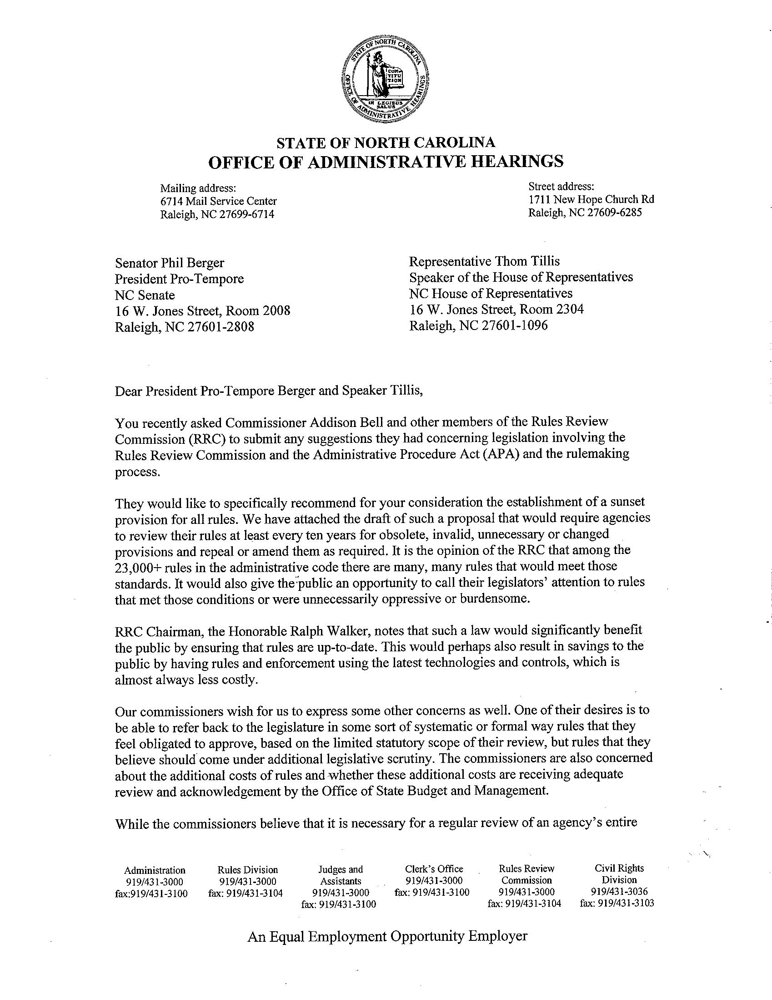 STATE OF NORTH CAROLINA
OFFICE OF ADMINISTRATIVE HEARINGS
CONS
TITU
TION
IN LEGIBUS
SALUS
STATE OF NORTH CAROLINA
OFFICE OF ADMINISTRATIVE HEARINGS
Mailing address:
6714 Mail Service Center
Raleigh, NC 27699-6714
Street address:
1711 New Hope Church Rd
Raleigh, NC 27609-6285
Senator Phil Berger
President Pro-Tempore
NC Senate
16 W. Jones Street, Room 2008
Raleigh, NC 27601-2808
Representative Thom Tillis
Speaker of the House of Representatives
NC House of Representatives
16 W. Jones Street, Room 2304
Raleigh, NC 27601-1096
Dear President Pro-Tempore Berger and Speaker Tillis,
You recently asked Commissioner Addison Bell and other members of the Rules Review
Commission (RRC) to submit any suggestions they had concerning legislation involving the
Rules Review Commission and the Administrative Procedure Act (APA) and the rulemaking
process.
They would like to specifically recommend for your consideration the establishment of a sunset
provision for all rules. We have attached the draft of such a proposal that would require agencies
to review their rules at least every ten years for obsolete, invalid, unnecessary or changed
provisions and repeal or amend them as required. It is the opinion of the RRC that among the
23,000+ rules in the administrative code there are many, many rules that would meet those
standards. It would also give the public an opportunity to call their legislators' attention to rules
that met those conditions or were unnecessarily oppressive or burdensome.
RRC Chairman, the Honorable Ralph Walker, notes that such a law would significantly benefit
the public by ensuring that rules are up-to-date. This would perhaps also result in savings to the
public by having rules and enforcement using the latest technologies and controls, which is
almost always less costly.
Our commissioners wish for us to express some other concerns as well. One of their desires is to
be able to refer back to the legislature in some sort of systematic or formal way rules that they
feel obligated to approve, based on the limited statutory scope of their review, but rules that they
believe should come under additional legislative scrutiny. The commissioners are also concerned
about the additional costs of rules and whether these additional costs are receiving adequate
review and acknowledgement by the Office of State Budget and Management.
While the commissioners believe that it is necessary for a regular review of an agency's entire
Administration
919/431-3000
fax:919/431-3100
Rules Division
919/431-3000
fax: 919/431-3104
Judges and
Assistants
919/431-3000
fax: 919/431-3100
Clerk's Office
919/431-3000
fax: 919/431-3100
Rules Review
Commission
919/431-3000
fax: 919/431-3104
Civil Rights
Division
919/431-3036
fax: 919/431-3103
An Equal Employment Opportunity Employer